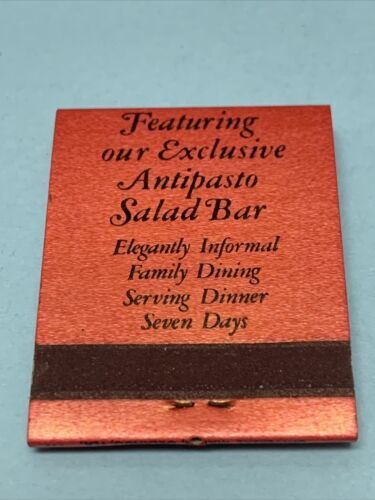 Featuring
our Exclusive
Antipasto
Salad Bar
Elegantly Informal
Family Dining
Serving Dinner
Seven Days